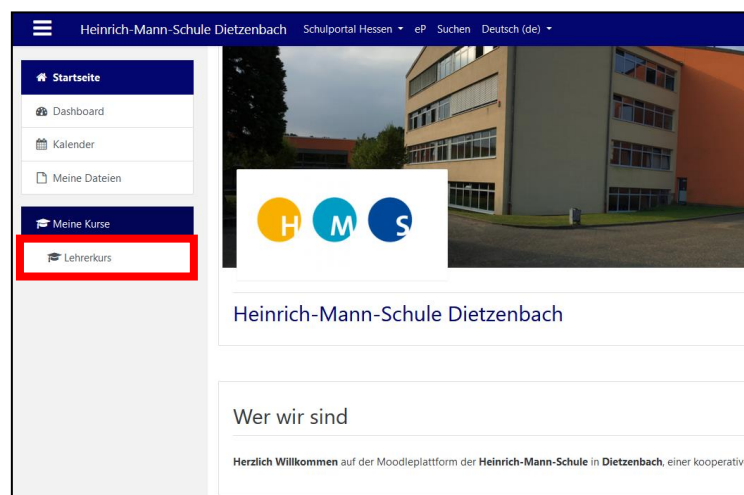 Heinrich-Mann-Schule Dietzenbach Schulportal Hessen eP Suchen Deutsch (de)
Startseite
Dashboard
Kalender
Meine Dateien
Meine Kurse
Lehrerkurs
H M S
Heinrich-Mann-Schule Dietzenbach
Wer wir sind
Herzlich Willkommen auf der Moodleplattform der Heinrich-Mann-Schule in Dietzenbach, einer kooperativ